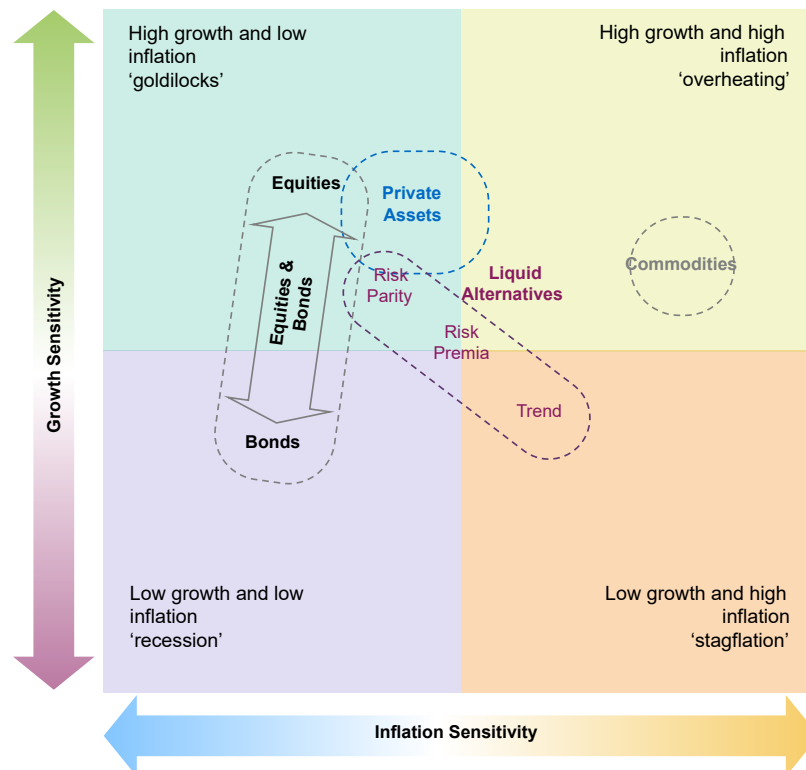 High growth and low
inflation
‘goldilocks’
High growth and high
inflation
‘overheating’
Equities
Private
Assets
Equities &
Bonds
Risk
Parity
Liquid
Alternatives
Commodities
Risk
Premia
Trend
Bonds
Growth Sensitivity
Low growth and low
inflation
‘recession’
Low growth and high
inflation
‘stagflation’
Inflation Sensitivity